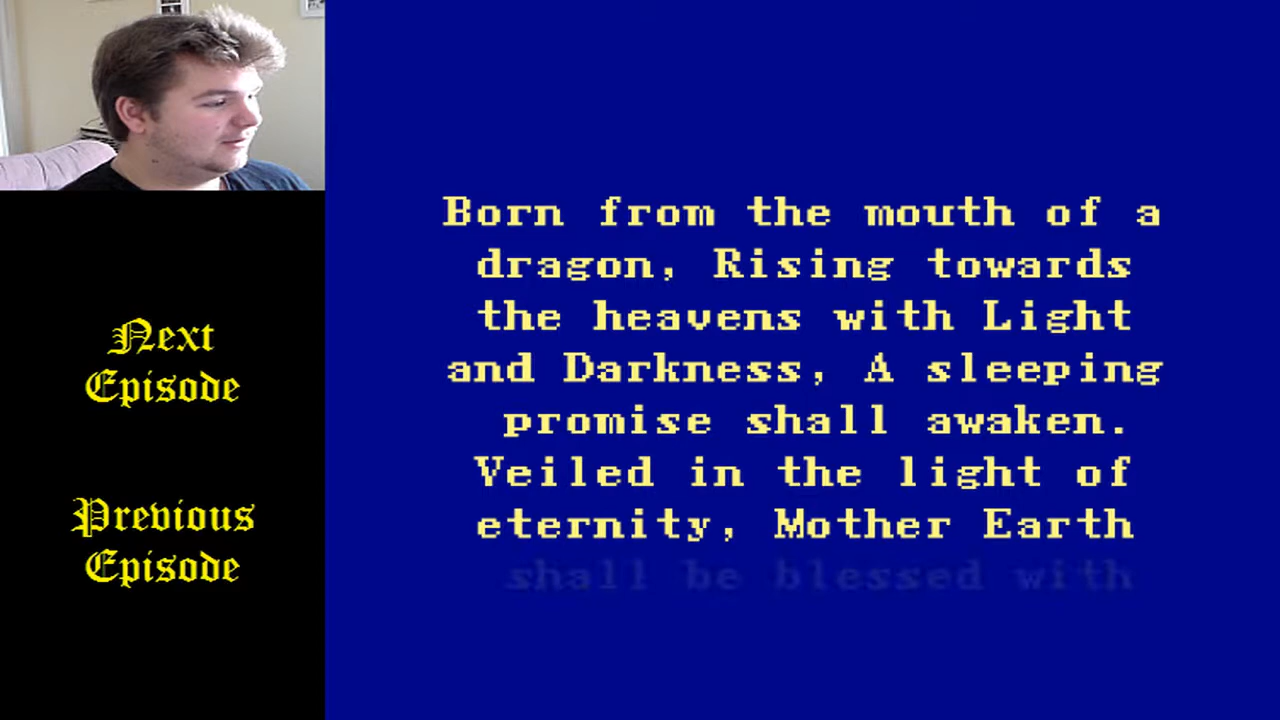 Next
Episode
Previous
Episode
Born from the mouth of a
dragon, Rising towards
the heavens with Light
and Darkness, A sleeping
promise shall awaken.
Veiled in the light of
eternity, Mother Earth
shall be blessed with